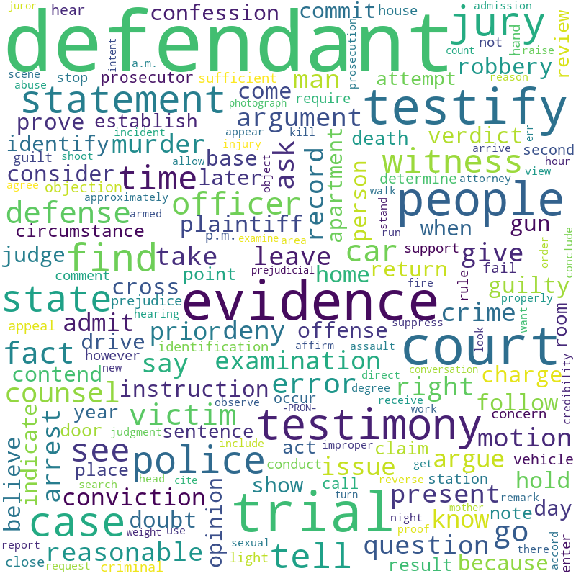 juror hear confession commit house admission
defendant jury review
scene a.m. intent prosecutor sufficient man prosecution count not hand raise
abuse stop robbery reason
statement photograph require come attempt testify
prove establish argument death verdict err second
identify murder base ask record apartment person witness
guilt shoot incident appear kill injury allow object determine arrive attorney view hour
agree objection consider time later walk people
approximately armed officer plaintiff stand when gun
defense p.m. examine area run order conclude
circumstance find take leave car support give fail
judge comment point prejudicial home return fire rule guilty properly
appeal cross prejudice hearing evidence suppress look want crime room
state admit prior deny offense identification affirm assault court
fact drive however new say examination conversation credibility
contend direct degree right charge
counsel instruction observe occur error receive work follow
year victim -PRON- testimony concern motion
indicate door judgment sentence include act improper claim get argue vehicle
believe arrest see place police conduct issue reverse station hold
search head cite show call turn mother present remark
conviction opinion trial night proof know note day
case doubt weight use sexual light go enter
report reasonable tell question because there accord
close request criminal result